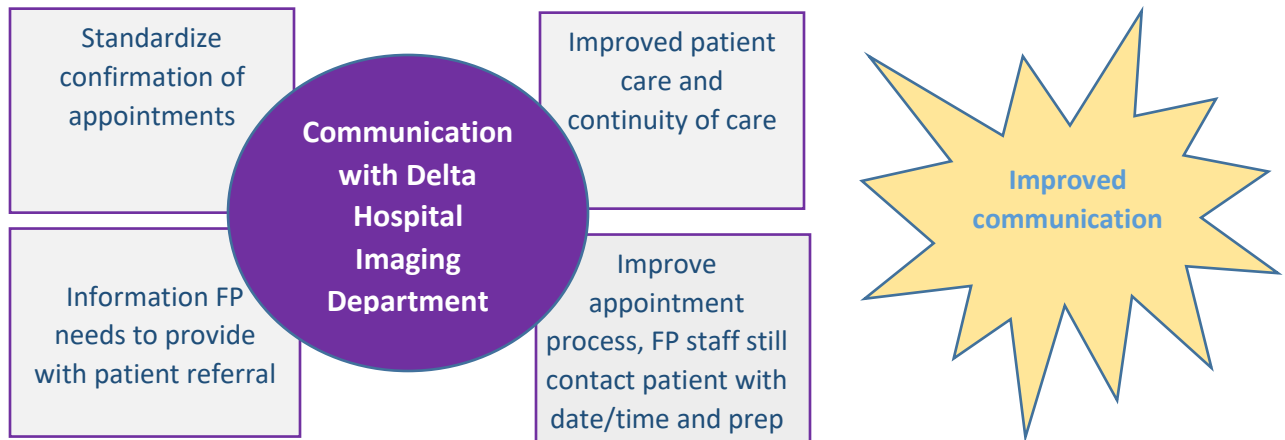 Standardize
confirmation of
appointments
Improved patient
care and
continuity of care
Communication
with Delta
Hospital
Imaging
Department
Information FP
needs to provide
with patient referral
Improve
appointment
process, FP staff still
contact patient with
date/time and prep
Improved
communication